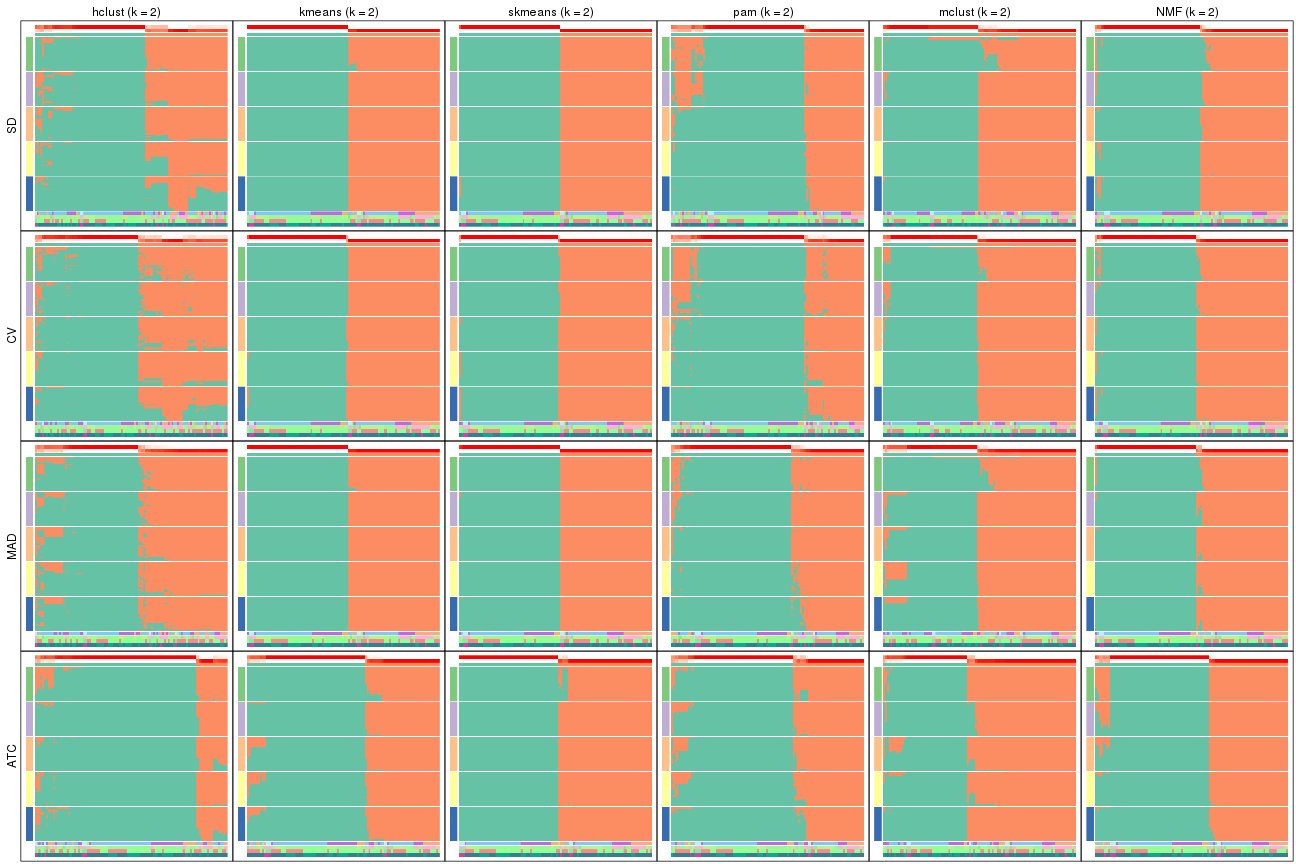 hclust (k = 2) kmeans (k = 2) skmeans (k = 2) pam (k = 2) mclust (k = 2) NMF (k = 2)
SD
CV
MAD
ATC